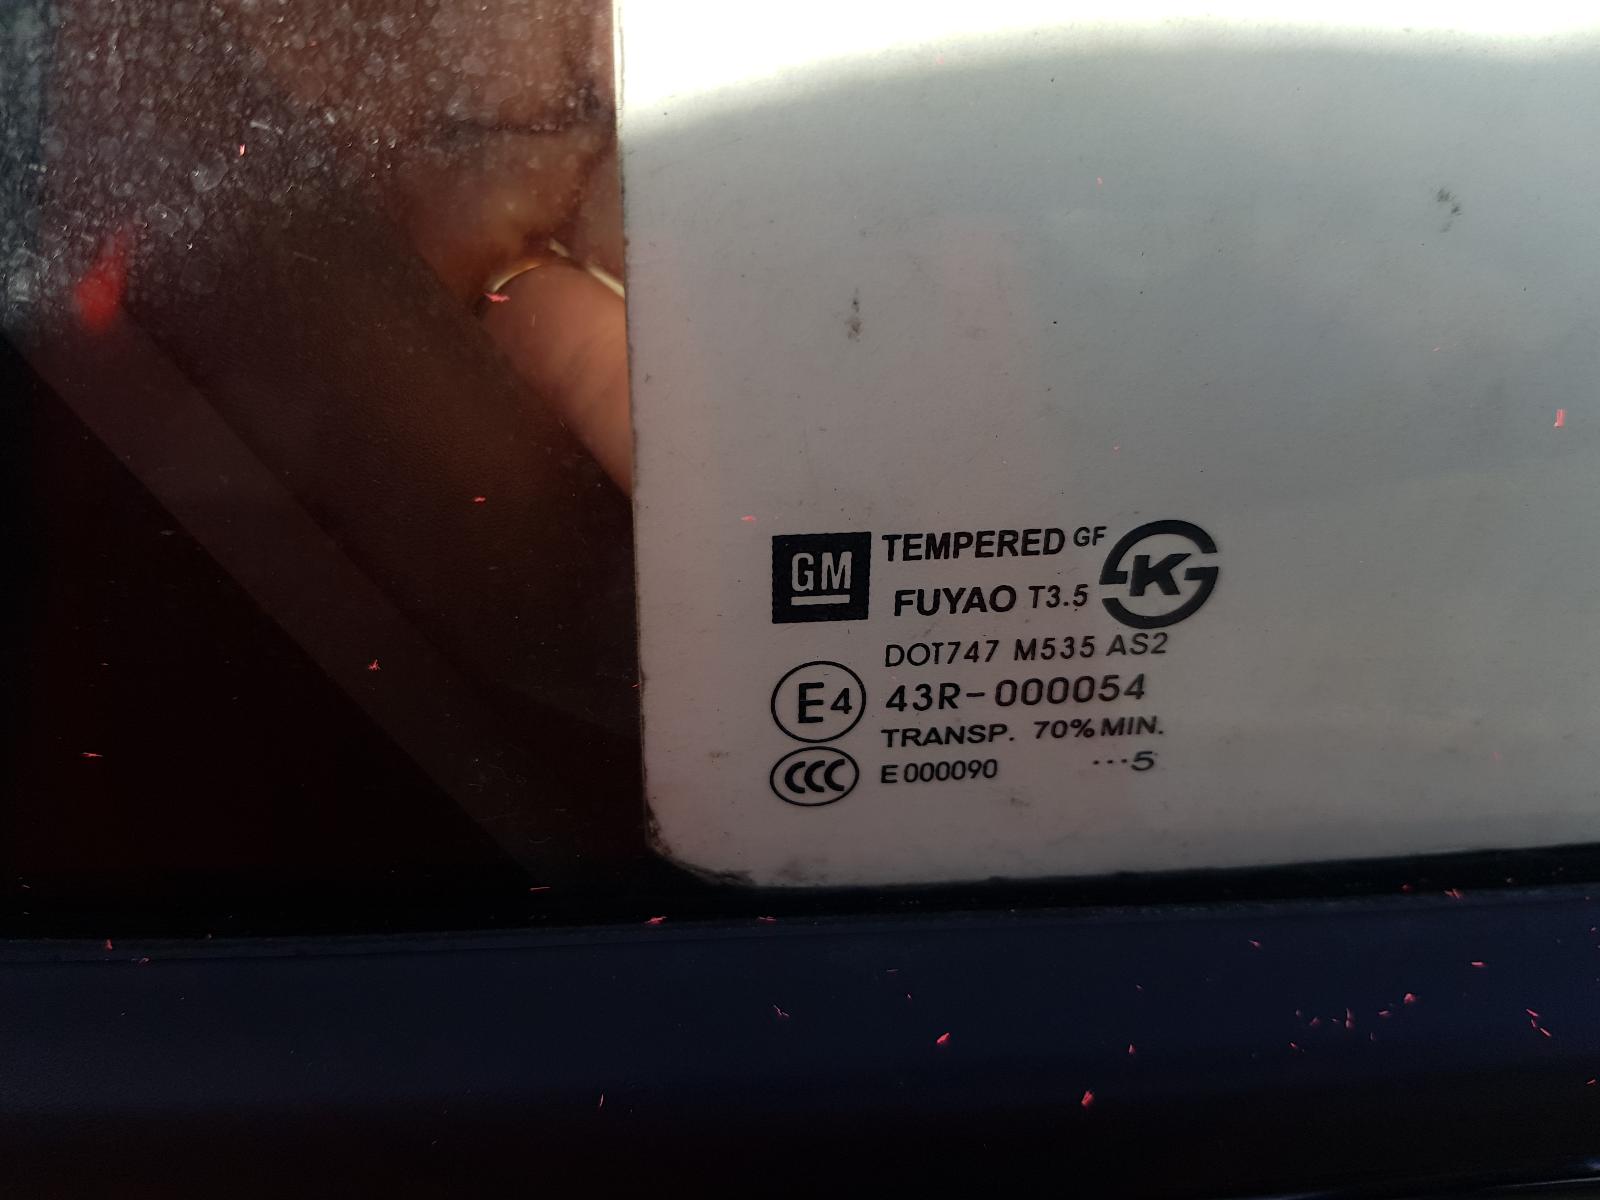 GM TEMPERED GF
FUYAO T3.5
K
DOT747 M535 AS2
E4 43R-000054
TRANSP. 70% MIN.
CCC E000090 ...5